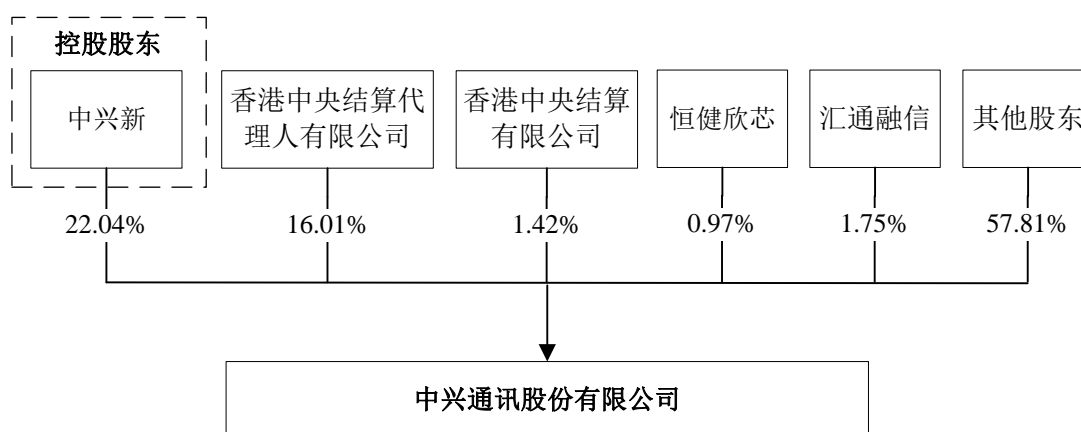 控股股东
中兴新
香港中央结算代
理人有限公司
香港中央结算
有限公司
恒健欣芯
汇通融信
其他股东
22.04%
16.01%
1.42%
0.97%
1.75%
57.81%
中兴通讯股份有限公司